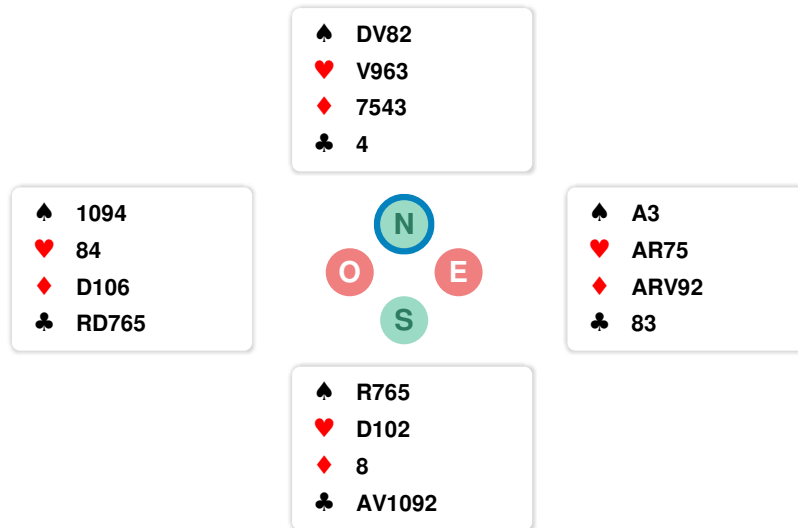 ♠ DV82
♥ V963
♦ 7543
♣ 4
♠ 1094
♥ 84
♦ D106
♣ RD765
N
O E
S
♠ A3
♥ AR75
♦ ARV92
♣ 83
♠ R765
♥ D102
♦ 8
♣ AV1092